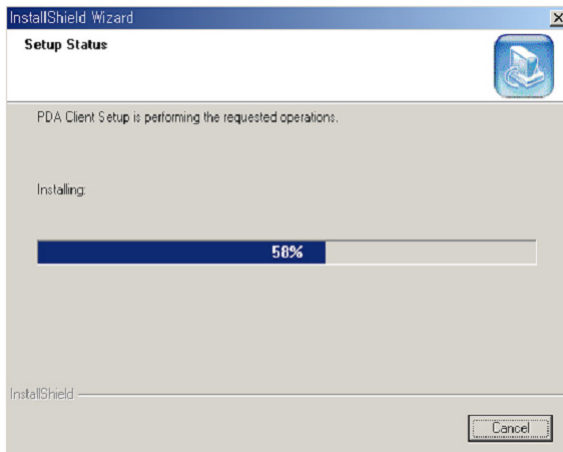 InstallShield Wizard
Setup Status
PDA Client Setup is performing the requested operations.
Installing:
58%
InstallShield
Cancel